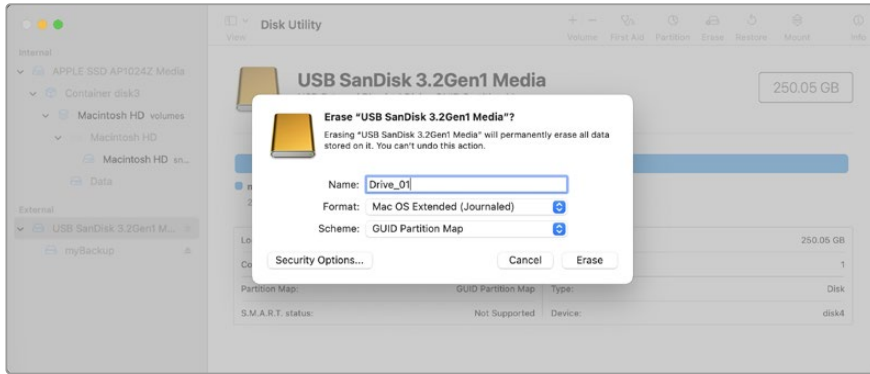 Disk Utility
View
Volume First Aid Partition Erase Restore Mount Info
Internal
APPLE SSD AP1024Z Media
Container disk3
Macintosh HD volumes
Macintosh HD
Macintosh HD sn...
Data
External
USB SanDisk 3.2Gen1 M...
myBackup
USB SanDisk 3.2Gen1 Media
250.05 GB
Erase “USB SanDisk 3.2Gen1 Media”?
Erasing “USB SanDisk 3.2Gen1 Media” will permanently erase all data
stored on it. You can't undo this action.
Name: Drive_01
Format: Mac OS Extended (Journaled)
Scheme: GUID Partition Map
Security Options... Cancel Erase
250.05 GB
1
Partition Map: GUID Partition Map Type: Disk
S.M.A.R.T. status: Not Supported Device: disk4